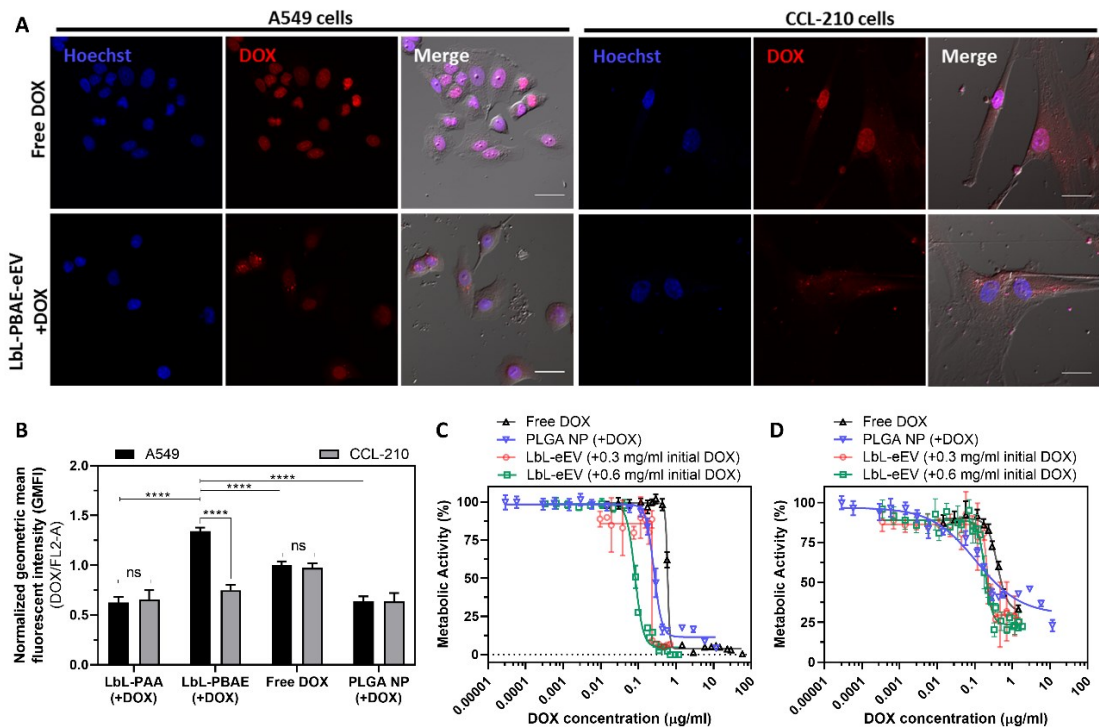 A
A549 cells
CCL-210 cells
Hoechst
DOX
Merge
Hoechst
DOX
Merge
Free DOX
LbL-PBAE-eEV
+DOX
B
A549
CCL-210
Normalized geometric mean
fluorescent intensity (GMFI)
(DOX/FL2-A)
2.0
1.5
1.0
0.5
0.0
****
****
****
****
ns
ns
LbL-PAA
(+DOX)
LbL-PBAE
(+DOX)
Free DOX
PLGA NP
(+DOX)
C
Free DOX
PLGA NP (+DOX)
LbL-eEV (+0.3 mg/ml initial DOX)
LbL-eEV (+0.6 mg/ml initial DOX)
Metabolic Activity (%)
100
75
50
25
0
0.00001
0.0001
0.001
0.01
0.1
1
10
100
DOX concentration (μg/ml)
D
Free DOX
PLGA NP (+DOX)
LbL-eEV (+0.3 mg/ml initial DOX)
LbL-eEV (+0.6 mg/ml initial DOX)
Metabolic Activity (%)
100
75
50
25
0
0.00001
0.0001
0.001
0.01
0.1
1
10
100
DOX concentration (μg/ml)